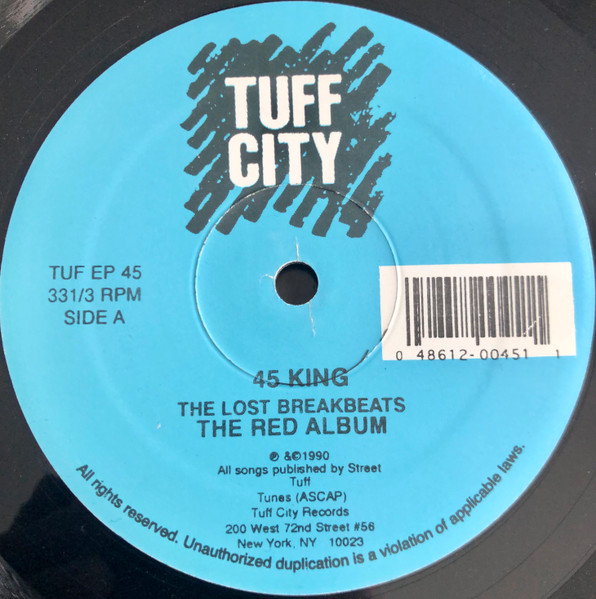 TUFF
CITY
TUF EP 45
331/3 RPM
SIDE A
0 48612-00451 1
45 KING
THE LOST BREAKBEATS
THE RED ALBUM
℗ &©1990
All songs published by Street
Tuff
Tunes (ASCAP)
Tuff City Records
200 West 72nd Street #56
New York, NY 10023
All rights reserved. Unauthorized duplication is a violation of applicable laws.